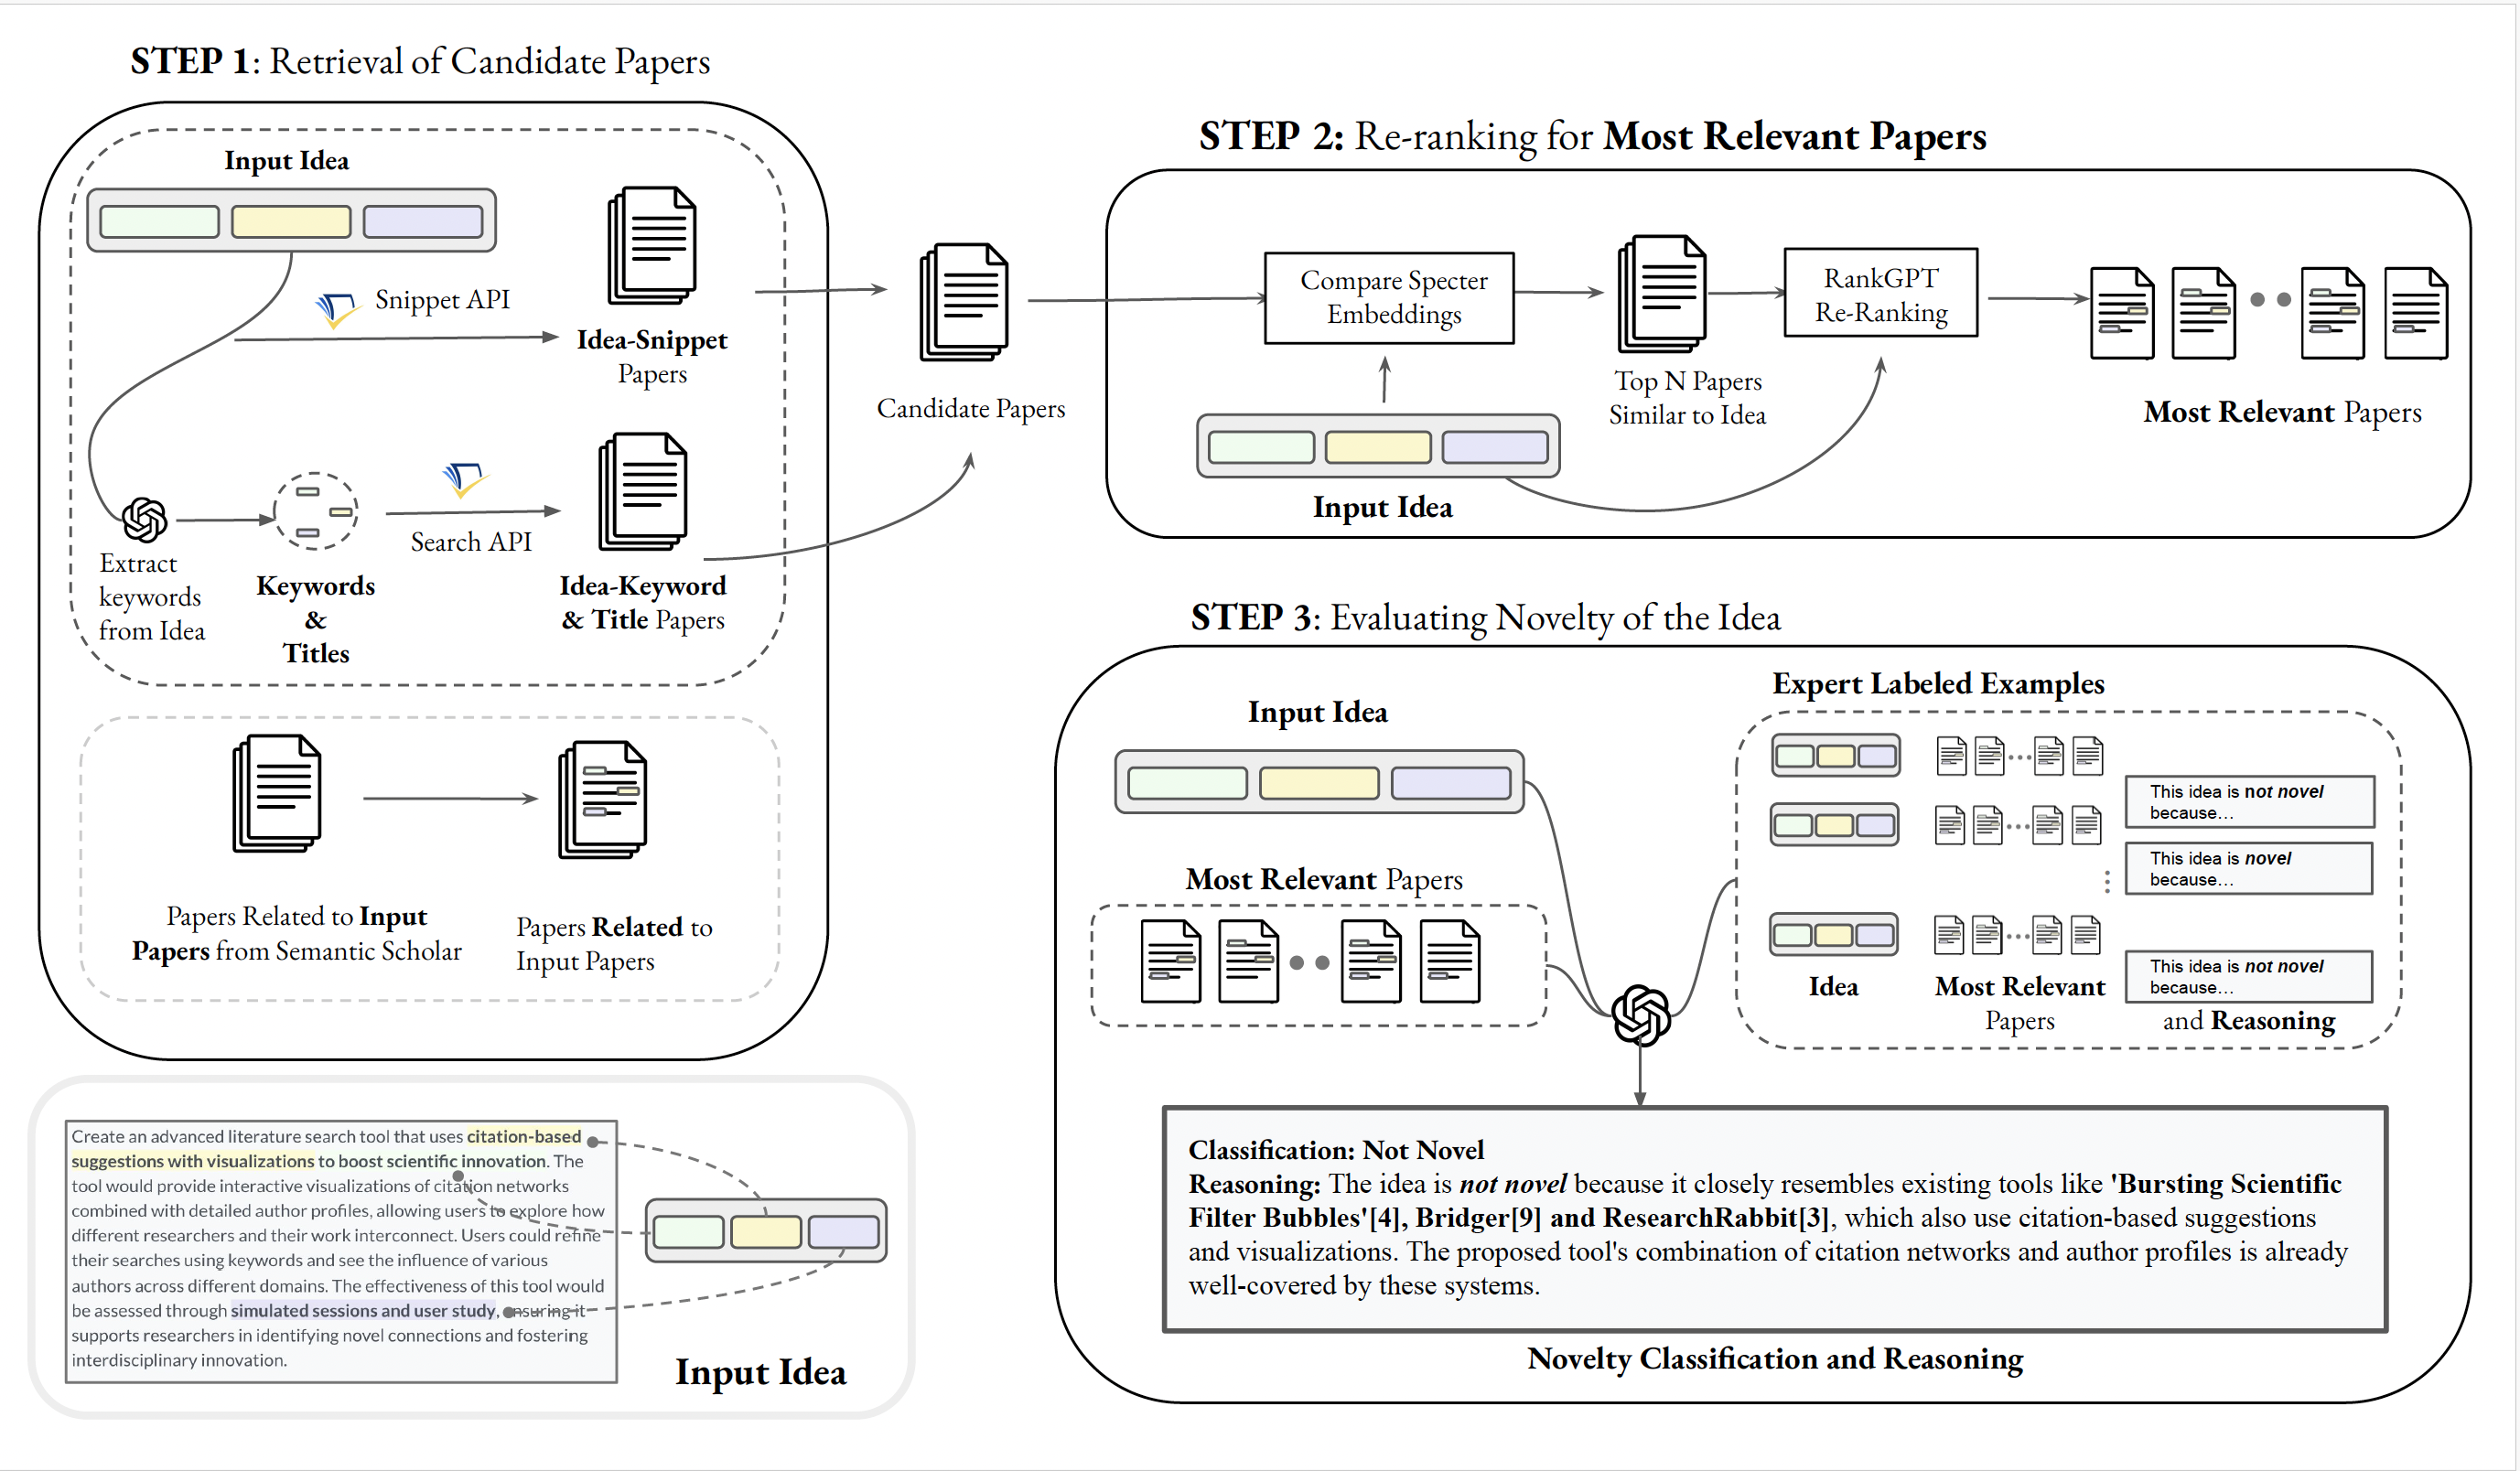 STEP 1: Retrieval of Candidate Papers
Input Idea
Snippet API
Idea-Snippet
Papers
Extract
keywords
from Idea
Keywords
&
Titles
Search API
Idea-Keyword
& Title Papers
Candidate Papers
Papers Related to Input
Papers from Semantic Scholar
Papers Related to
Input Papers
Create an advanced literature search tool that uses citation-based
suggestions with visualizations to boost scientific innovation. The
tool would provide interactive visualizations of citation networks
combined with detailed author profiles, allowing users to explore how
different researchers and their work interconnect. Users could refine
their searches using keywords and see the influence of various
authors across different domains. The effectiveness of this tool would
be assessed through simulated sessions and user study, ensuring it
supports researchers in identifying novel connections and fostering
interdisciplinary innovation.
Input Idea
STEP 2: Re-ranking for Most Relevant Papers
Compare Specter
Embeddings
Input Idea
Top N Papers
Similar to Idea
RankGPT
Re-Ranking
Most Relevant Papers
STEP 3: Evaluating Novelty of the Idea
Input Idea
Most Relevant Papers
Expert Labeled Examples
This idea is not novel
because...
This idea is novel
because...
This idea is not novel
because...
Idea
Most Relevant
Papers
and Reasoning
Classification: Not Novel
Reasoning: The idea is not novel because it closely resembles existing tools like 'Bursting Scientific
Filter Bubbles'[4], Bridger[9] and ResearchRabbit[3], which also use citation-based suggestions
and visualizations. The proposed tool's combination of citation networks and author profiles is already
well-covered by these systems.
Novelty Classification and Reasoning